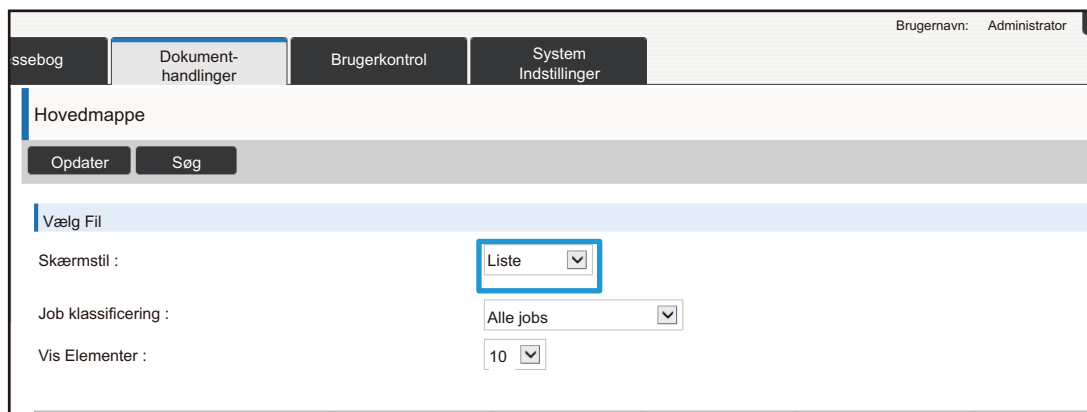 Brugernavn: Administrator
ssebog
Dokument-
handlinger
Brugerkontrol
System
Indstillinger
Hovedmappe
Opdater Søg
Vælg Fil
Skærmstil : Liste
Job klassificering : Alle jobs
Vis Elementer : 10